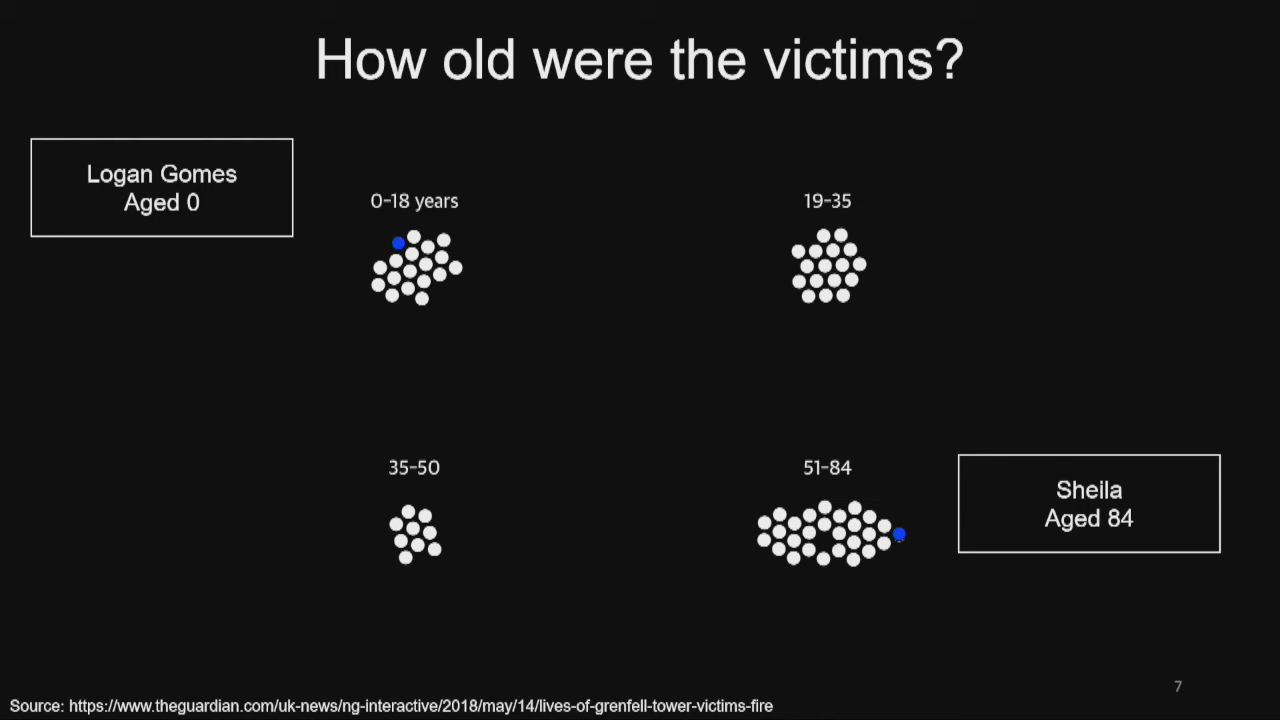 How old were the victims?
Logan Gomes
Aged 0
0-18 years
19-35
35-50
51-84
Sheila
Aged 84
7
Source: https://www.theguardian.com/uk-news/ng-interactive/2018/may/14/lives-of-grenfell-tower-victims-fire